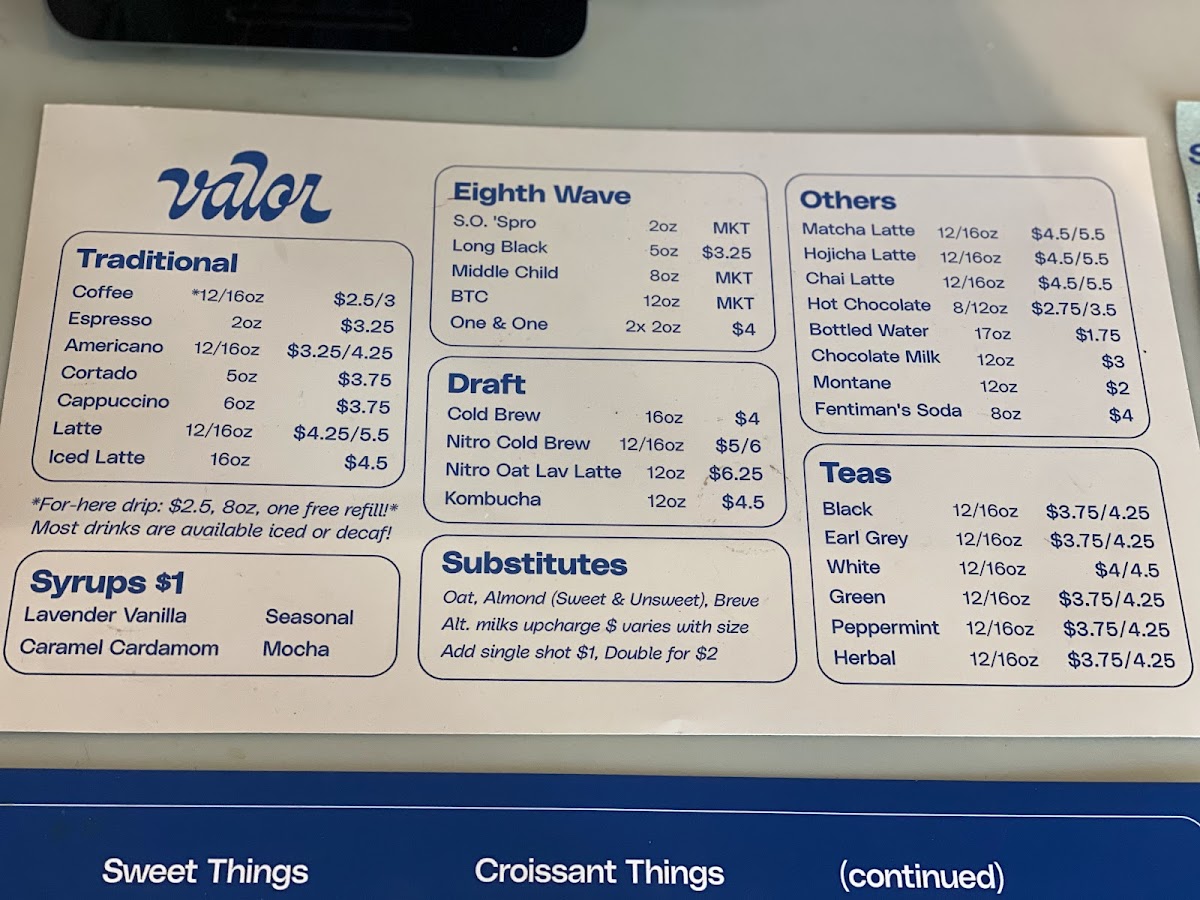 valor
Traditional
Coffee *12/16oz $2.5/3
Espresso 2oz $3.25
Americano 12/16oz $3.25/4.25
Cortado 5oz $3.75
Cappuccino 6oz $3.75
Latte 12/16oz $4.25/5.5
Iced Latte 16oz $4.5
*For-here drip: $2.5, 8oz, one free refill!*
Most drinks are available iced or decaf!
Syrups $1
Lavender Vanilla Seasonal
Caramel Cardamom Mocha
Eighth Wave
S.O. 'Spro 2oz MKT
Long Black 5oz $3.25
Middle Child 8oz MKT
BTC 12oz MKT
One & One 2x 2oz $4
Draft
Cold Brew 16oz $4
Nitro Cold Brew 12/16oz $5/6
Nitro Oat Lav Latte 12oz $6.25
Kombucha 12oz $4.5
Substitutes
Oat, Almond (Sweet & Unsweet), Breve
Alt. milks upcharge $ varies with size
Add single shot $1, Double for $2
Others
Matcha Latte 12/16oz $4.5/5.5
Hojicha Latte 12/16oz $4.5/5.5
Chai Latte 12/16oz $4.5/5.5
Hot Chocolate 8/12oz $2.75/3.5
Bottled Water 17oz $1.75
Chocolate Milk 12oz $3
Montane 12oz $2
Fentiman's Soda 8oz $4
Teas
Black 12/16oz $3.75/4.25
Earl Grey 12/16oz $3.75/4.25
White 12/16oz $4/4.5
Green 12/16oz $3.75/4.25
Peppermint 12/16oz $3.75/4.25
Herbal 12/16oz $3.75/4.25
Sweet Things
Croissant Things
(continued)